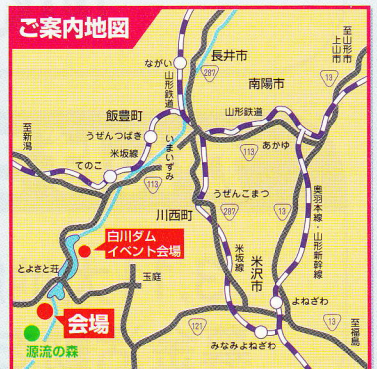 ご案内地図
至山形市
上山市
長井市
ながい
山形鉄道
287
南陽市
13
飯豊町
山形鉄道
至新潟
うぜんつばき
米坂線
いまいずみ
113
あかゆ
てのこ
113
うぜんこまつ
川西町
287
13
奥羽本線・山形新幹線
白川ダム
イベント会場
米坂線
米沢市
とよさと荘
玉庭
よねざわ
会場
121
13
至福島
源流の森
みなみよねざわ